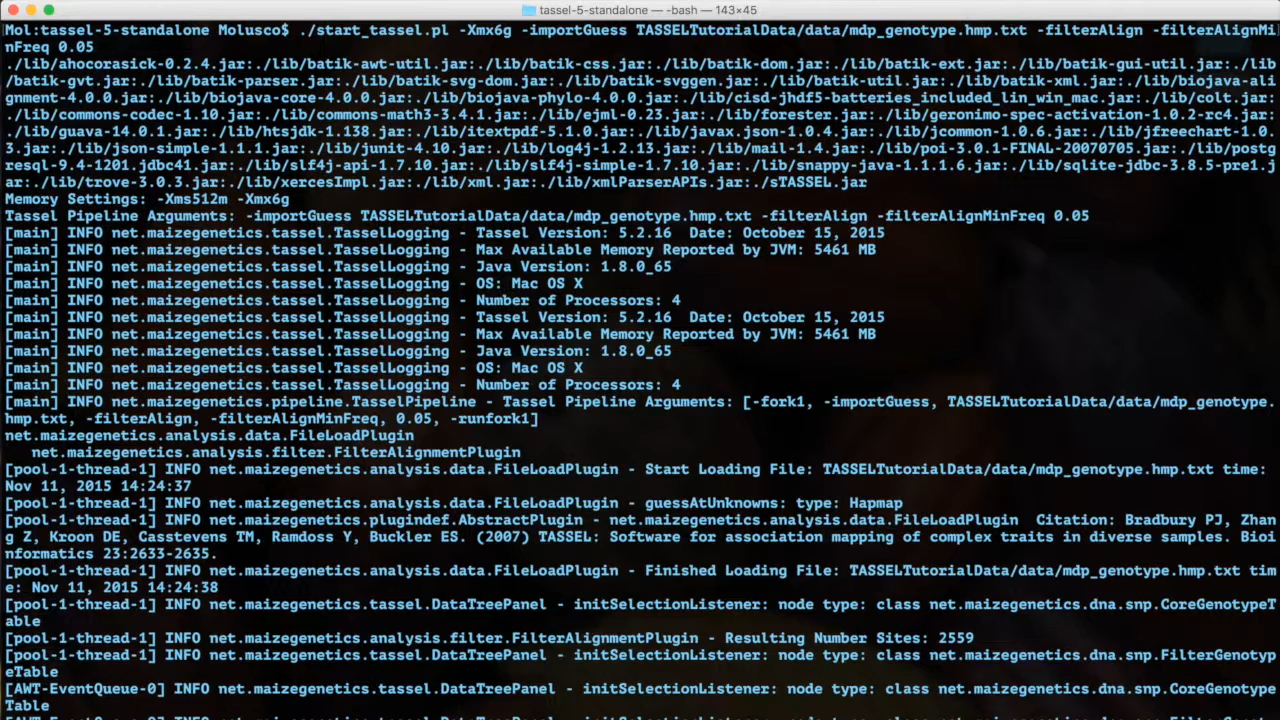 tassel-5-standalone — -bash — 143×45
Mol:tassel-5-standalone Molusco$ ./start_tassel.pl -Xmx6g -importGuess TASSELTutorialData/data/mdp_genotype.hmp.txt -filterAlign -filterAlignMi
nFreq 0.05
./lib/ahocorasick-0.2.4.jar:./lib/batik-awt-util.jar:./lib/batik-css.jar:./lib/batik-dom.jar:./lib/batik-ext.jar:./lib/batik-gui-util.jar:./lib
/batik-gvt.jar:./lib/batik-parser.jar:./lib/batik-svg-dom.jar:./lib/batik-svggen.jar:./lib/batik-util.jar:./lib/batik-xml.jar:./lib/biojava-ali
gnment-4.0.0.jar:./lib/biojava-core-4.0.0.jar:./lib/biojava-phylo-4.0.0.jar:./lib/cisd-jhdf5-batteries_included_lin_win_mac.jar:./lib/colt.jar:
./lib/commons-codec-1.10.jar:./lib/commons-math3-3.4.1.jar:./lib/ejml-0.23.jar:./lib/forester.jar:./lib/geronimo-spec-activation-1.0.2-rc4.jar:
./lib/guava-14.0.1.jar:./lib/htsjdk-1.138.jar:./lib/itextpdf-5.1.0.jar:./lib/javax.json-1.0.4.jar:./lib/jcommon-1.0.6.jar:./lib/jfreechart-1.0.
3.jar:./lib/json-simple-1.1.1.jar:./lib/junit-4.10.jar:./lib/log4j-1.2.13.jar:./lib/mail-1.4.jar:./lib/poi-3.0.1-FINAL-20070705.jar:./lib/postg
resql-9.4-1201.jdbc41.jar:./lib/slf4j-api-1.7.10.jar:./lib/slf4j-simple-1.7.10.jar:./lib/snappy-java-1.1.1.6.jar:./lib/sqlite-jdbc-3.8.5-pre1.j
ar:./lib/trove-3.0.3.jar:./lib/xercesImpl.jar:./lib/xml.jar:./lib/xmlParserAPIs.jar:./sTASSEL.jar
Memory Settings: -Xms512m -Xmx6g
Tassel Pipeline Arguments: -importGuess TASSELTutorialData/data/mdp_genotype.hmp.txt -filterAlign -filterAlignMinFreq 0.05
[main] INFO net.maizegenetics.tassel.TasselLogging - Tassel Version: 5.2.16  Date: October 15, 2015
[main] INFO net.maizegenetics.tassel.TasselLogging - Max Available Memory Reported by JVM: 5461 MB
[main] INFO net.maizegenetics.tassel.TasselLogging - Java Version: 1.8.0_65
[main] INFO net.maizegenetics.tassel.TasselLogging - OS: Mac OS X
[main] INFO net.maizegenetics.tassel.TasselLogging - Number of Processors: 4
[main] INFO net.maizegenetics.tassel.TasselLogging - Tassel Version: 5.2.16  Date: October 15, 2015
[main] INFO net.maizegenetics.tassel.TasselLogging - Max Available Memory Reported by JVM: 5461 MB
[main] INFO net.maizegenetics.tassel.TasselLogging - Java Version: 1.8.0_65
[main] INFO net.maizegenetics.tassel.TasselLogging - OS: Mac OS X
[main] INFO net.maizegenetics.tassel.TasselLogging - Number of Processors: 4
[main] INFO net.maizegenetics.pipeline.TasselPipeline - Tassel Pipeline Arguments: [-fork1, -importGuess, TASSELTutorialData/data/mdp_genotype.
hmp.txt, -filterAlign, -filterAlignMinFreq, 0.05, -runfork1]
net.maizegenetics.analysis.data.FileLoadPlugin
   net.maizegenetics.analysis.filter.FilterAlignmentPlugin
[pool-1-thread-1] INFO net.maizegenetics.analysis.data.FileLoadPlugin - Start Loading File: TASSELTutorialData/data/mdp_genotype.hmp.txt time:
Nov 11, 2015 14:24:37
[pool-1-thread-1] INFO net.maizegenetics.analysis.data.FileLoadPlugin - guessAtUnknowns: type: Hapmap
[pool-1-thread-1] INFO net.maizegenetics.plugindef.AbstractPlugin - net.maizegenetics.analysis.data.FileLoadPlugin  Citation: Bradbury PJ, Zhan
g Z, Kroon DE, Casstevens TM, Ramdoss Y, Buckler ES. (2007) TASSEL: Software for association mapping of complex traits in diverse samples. Bioi
nformatics 23:2633-2635.
[pool-1-thread-1] INFO net.maizegenetics.analysis.data.FileLoadPlugin - Finished Loading File: TASSELTutorialData/data/mdp_genotype.hmp.txt tim
e: Nov 11, 2015 14:24:38
[pool-1-thread-1] INFO net.maizegenetics.tassel.DataTreePanel - initSelectionListener: node type: class net.maizegenetics.dna.snp.CoreGenotypeT
able
[pool-1-thread-1] INFO net.maizegenetics.analysis.filter.FilterAlignmentPlugin - Resulting Number Sites: 2559
[pool-1-thread-1] INFO net.maizegenetics.tassel.DataTreePanel - initSelectionListener: node type: class net.maizegenetics.dna.snp.FilterGenotyp
eTable
[AWT-EventQueue-0] INFO net.maizegenetics.tassel.DataTreePanel - initSelectionListener: node type: class net.maizegenetics.dna.snp.CoreGenotype
Table